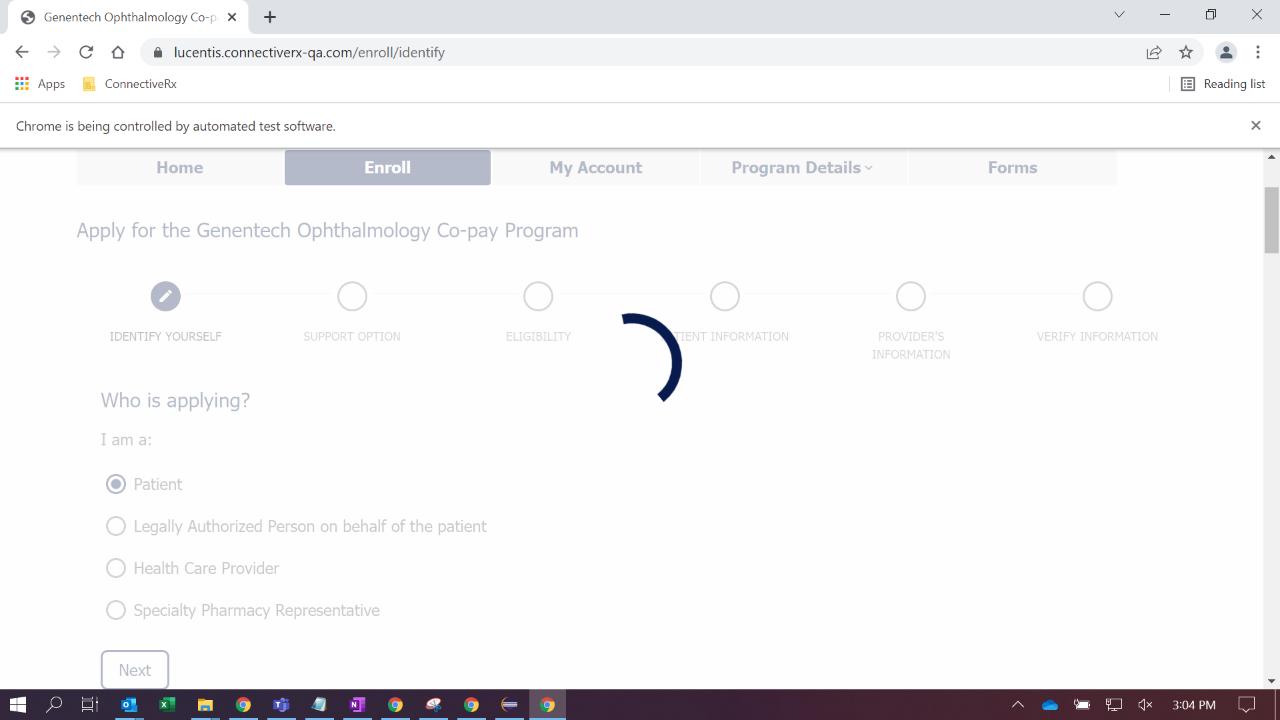 Genentech Ophthalmology Co-p
lucentis.connectiverx-qa.com/enroll/identify
Apps
ConnectiveRx
Reading list
Chrome is being controlled by automated test software.
Home
Enroll
My Account
Program Details
Forms
Apply for the Genentech Ophthalmology Co-pay Program
IDENTIFY YOURSELF
SUPPORT OPTION
ELIGIBILITY
TIENT INFORMATION
PROVIDER'S
INFORMATION
VERIFY INFORMATION
Who is applying?
I am a:
Patient
Legally Authorized Person on behalf of the patient
Health Care Provider
Specialty Pharmacy Representative
Next
3:04 PM